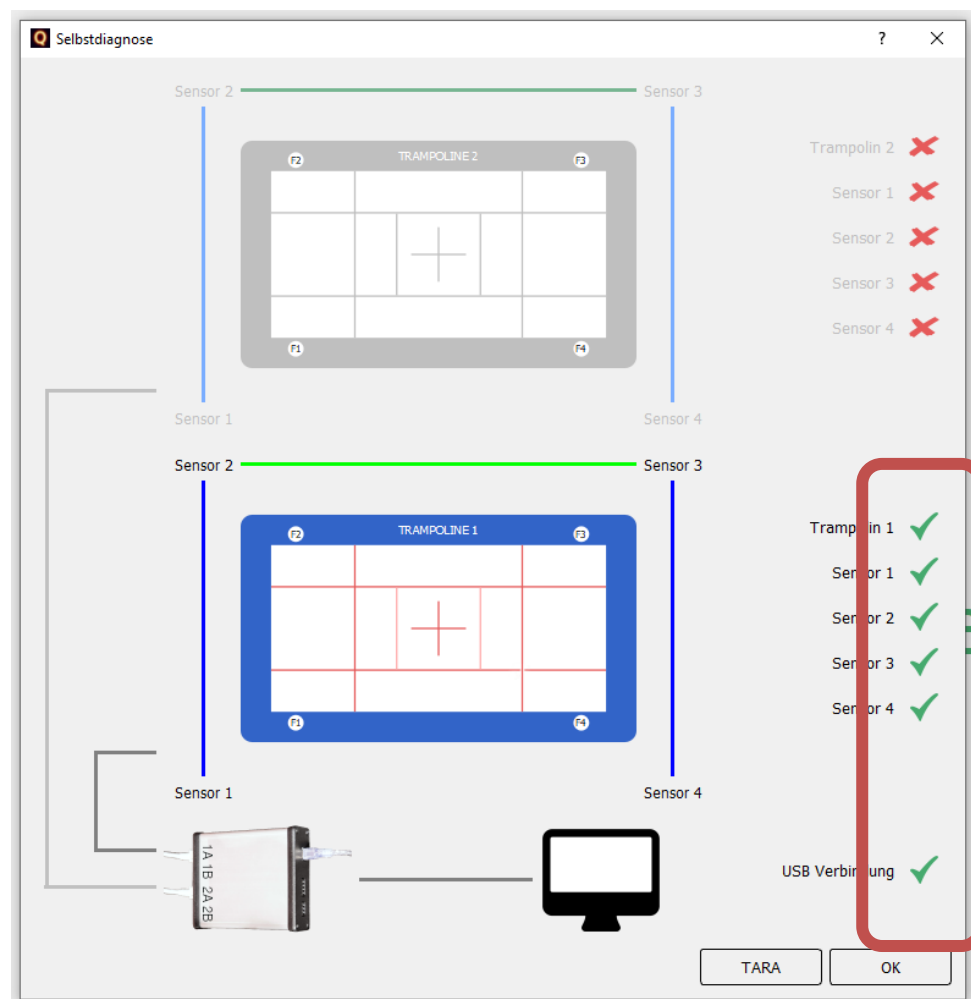 Selbstdiagnose ?
Sensor 2 Sensor 3
F2 TRAMPOLINE 2 F3
Trampolin 2
Sensor 1
Sensor 2
Sensor 3
Sensor 4
F1 F4
Sensor 1 Sensor 4
Sensor 2 Sensor 3
F2 TRAMPOLINE 1 F3
Trampolin 1
Sensor 1
Sensor 2
Sensor 3
Sensor 4
F1 F4
Sensor 1 Sensor 4
1A 1B 2A 2B
USB Verbindung
TARA OK